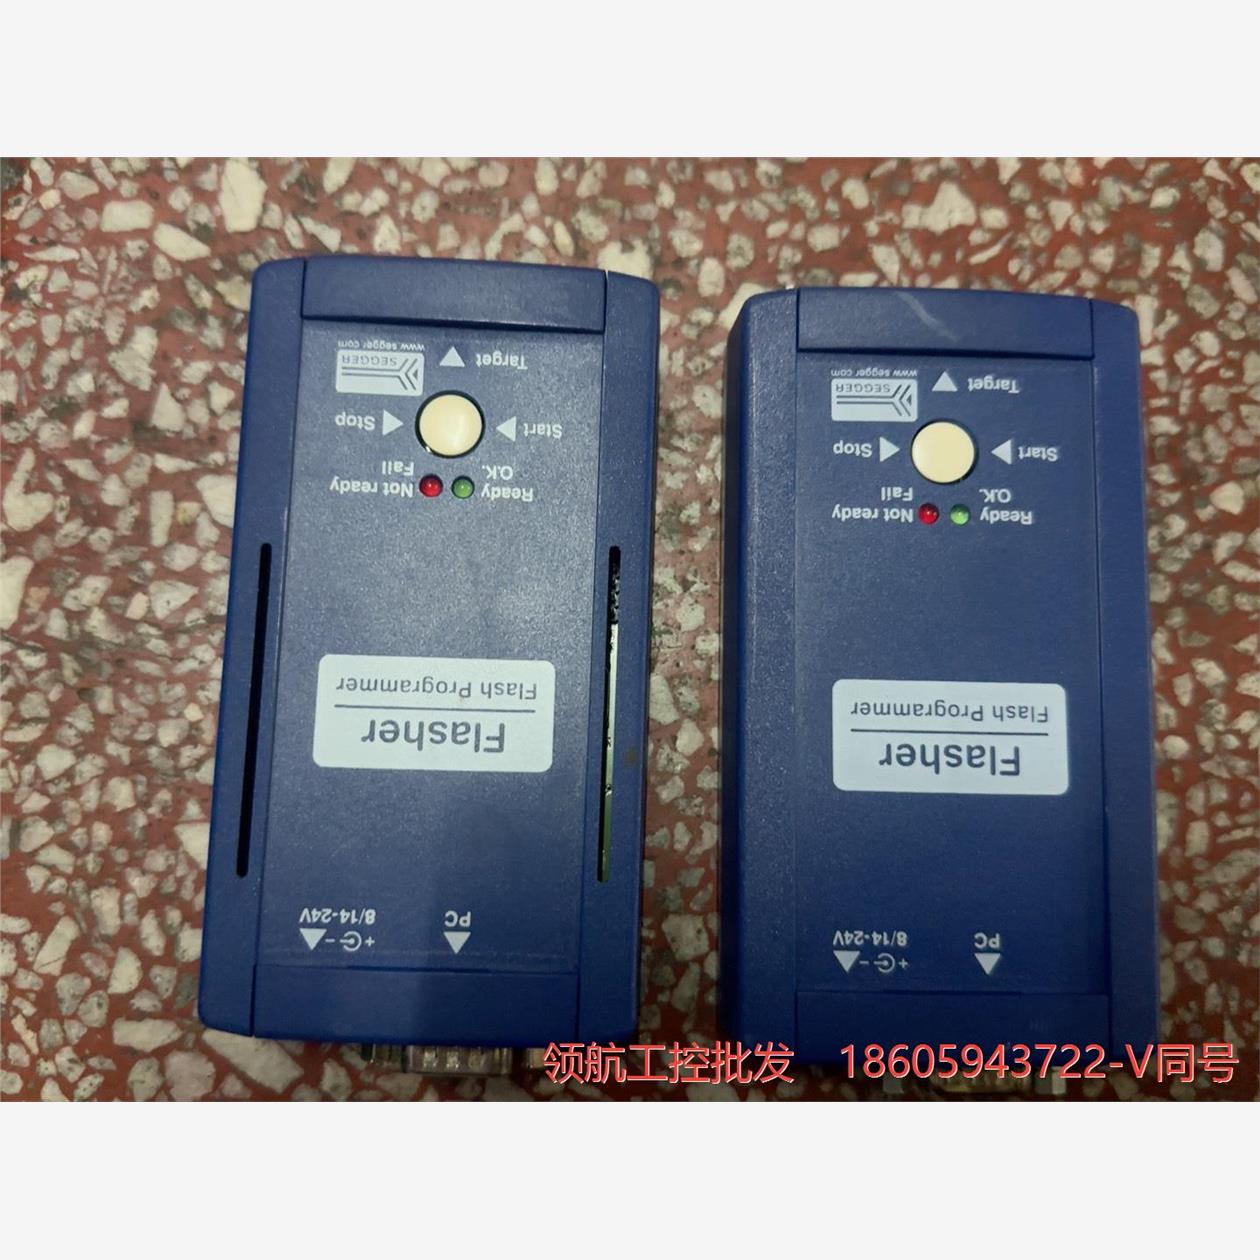 www.segger.com
SEGGER
Target
Stop
Start
Fail
O.K.
Not ready
Ready
Flash Programmer
Flasher
8/14-24V
PC
+ -
www.segger.com
SEGGER
Target
Stop
Start
Fail
O.K.
Not ready
Ready
Flash Programmer
Flasher
8/14-24V
PC
+ -
领航工控批发 18605943722-V同号